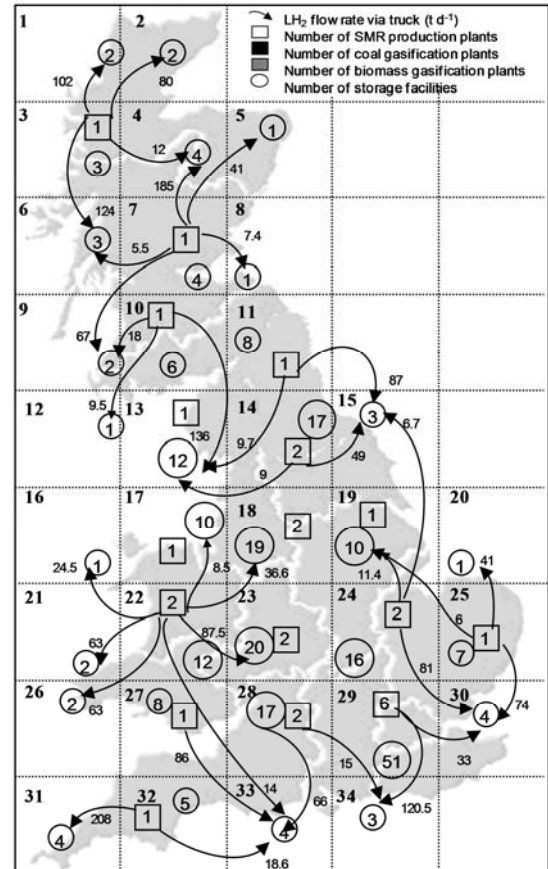 1 2 LH₂ flow rate via truck (t d⁻¹)
Number of SMR production plants
Number of coal gasification plants
Number of biomass gasification plants
Number of storage facilities
2 2
102 80
3 4 5
1 12 4 1
3 185 41
6 7 8
124
3 5.5 1 7.4
4 1
9 10 11
67 18 1 8
2 6 1 87
12 13 14 15
9.5 1 1 136 9.7 17 3 6.7
12 2 49
9
16 17 18 19 20
10 2 1
1 8.5 19 36.6 10 11.4 1 41
24.5 1
21 22 23 24 25
2 87.5 2 6 1
63 2 12 20 16 81 7
26 27 28 29 30
2 63 8 1 17 2 6 4 74
86 15 51 33
31 32 33 34
14 66 120.5
208 1 5 3
4 18.6 4